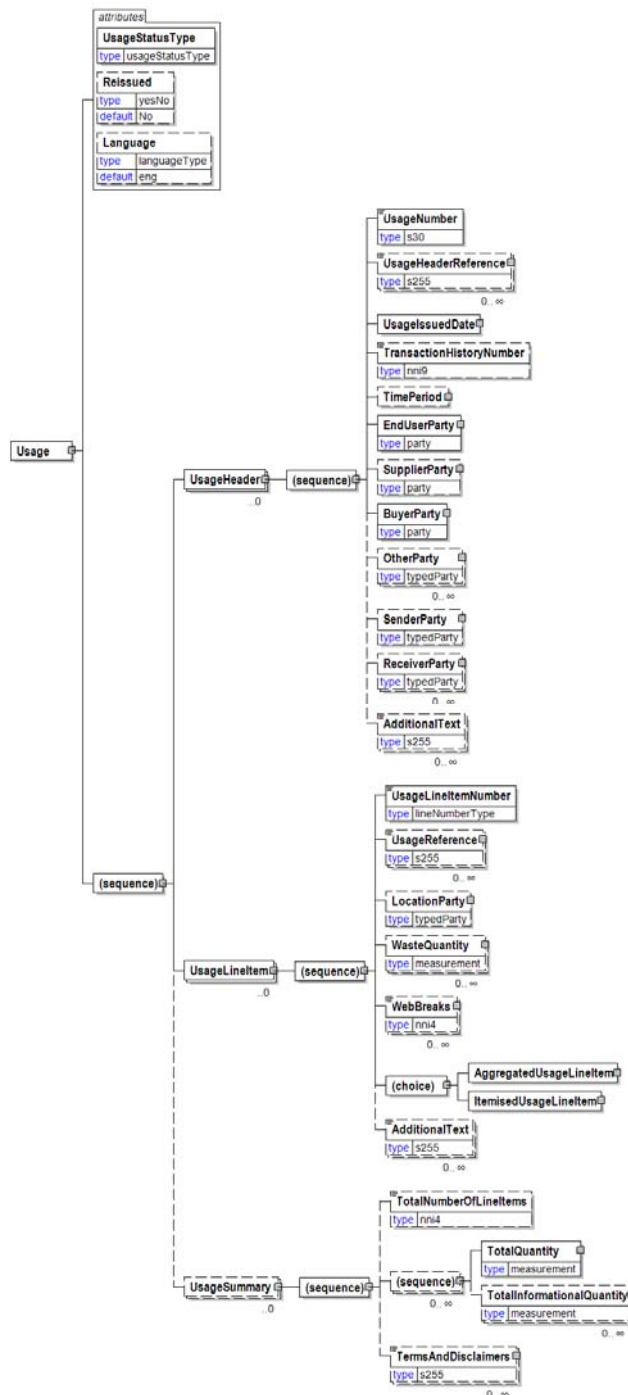 attributes
UsageStatusType
type usageStatusType
Reissued
type yesNo
default No
Language
type languageType
default eng
Usage
(sequence)
UsageHeader
..0
(sequence)
UsageNumber
type s30
UsageHeaderReference
type s255
0.. ∞
UsageIssuedDate
TransactionHistoryNumber
type nni9
TimePeriod
EndUserParty
type party
SupplierParty
type party
BuyerParty
type party
OtherParty
type typedParty
0.. ∞
SenderParty
type typedParty
ReceiverParty
type typedParty
0.. ∞
AdditionalText
type s255
0.. ∞
UsageLineItem
..0
(sequence)
UsageLineItemNumber
type lineNumberType
UsageReference
type s255
0.. ∞
LocationParty
type typedParty
WasteQuantity
type measurement
0.. ∞
WebBreaks
type nni4
0.. ∞
(choice)
AggregatedUsageLineItem
ItemisedUsageLineItem
AdditionalText
type s255
0.. ∞
UsageSummary
..0
(sequence)
TotalNumberOfLineItems
type nni4
(sequence)
0.. ∞
TotalQuantity
type measurement
TotalInformationalQuantity
type measurement
0.. ∞
TermsAndDisclaimers
type s255
0.. ∞